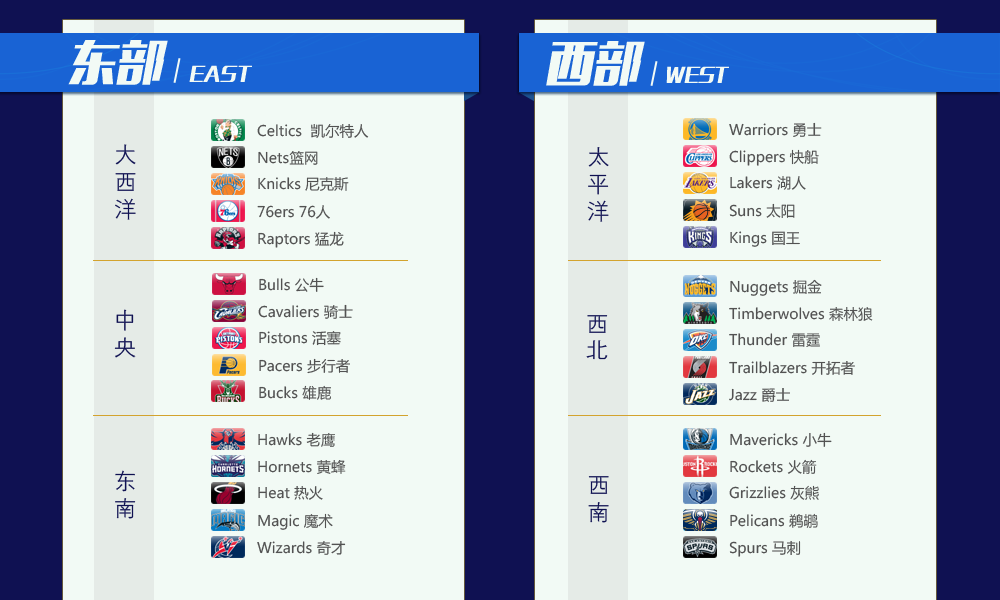 东部 | EAST
大西洋
Celtics 凯尔特人
Nets篮网
Knicks 尼克斯
76ers 76人
Raptors 猛龙
中央
Bulls 公牛
Cavaliers 骑士
Pistons 活塞
Pacers 步行者
Bucks 雄鹿
东南
Hawks 老鹰
Hornets 黄蜂
Heat 热火
Magic 魔术
Wizards 奇才
西部 | WEST
太平洋
Warriors 勇士
Clippers 快船
Lakers 湖人
Suns 太阳
Kings 国王
西北
Nuggets 掘金
Timberwolves 森林狼
Thunder 雷霆
Trailblazers 开拓者
Jazz 爵士
西南
Mavericks 小牛
Rockets 火箭
Grizzlies 灰熊
Pelicans 鹈鹕
Spurs 马刺